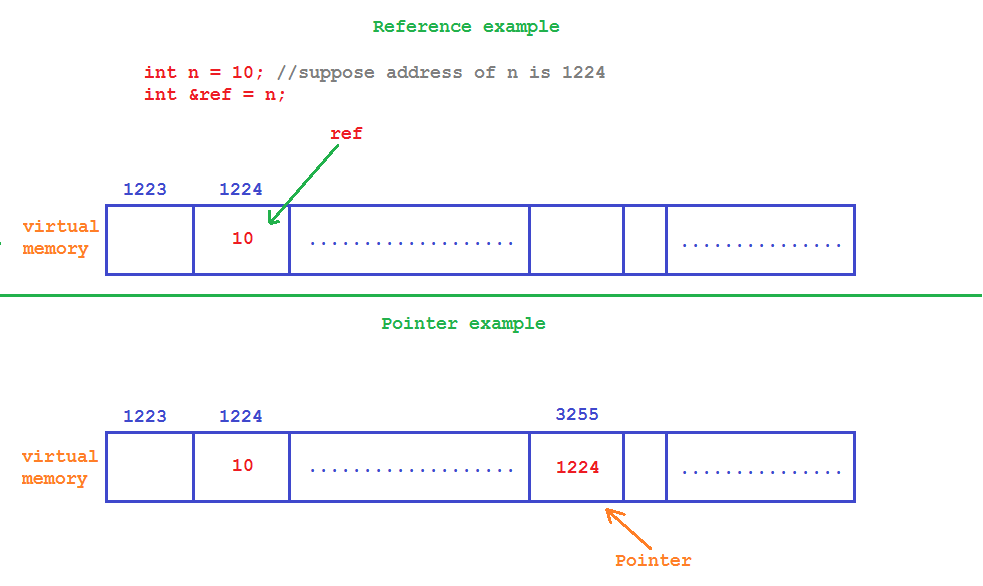 Reference example
int n = 10; //suppose address of n is 1224
int &ref = n;
ref
1223 1224
virtual
memory
10 ................... ...............
Pointer example
1223 1224 3255
virtual
memory
10 ................... 1224 ...............
Pointer